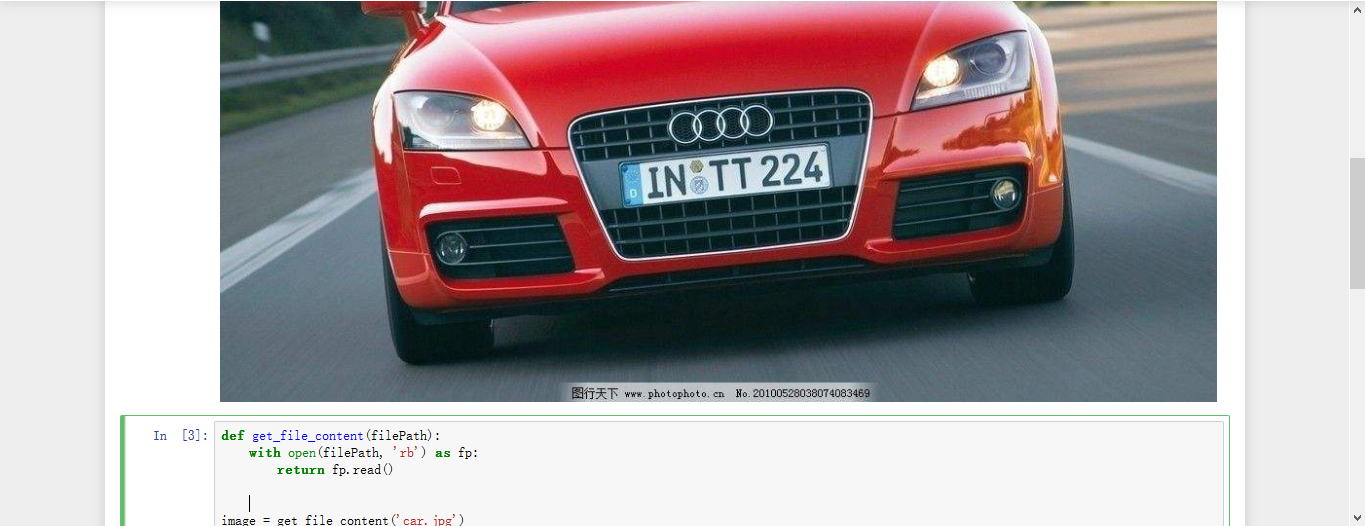 D IN TT 224
图行天下 www.photophoto.cn No.20100528038074083469
In [3]: def get_file_content(filePath):
with open(filePath, 'rb') as fp:
return fp.read()
image = get_file_content('car.jpg')